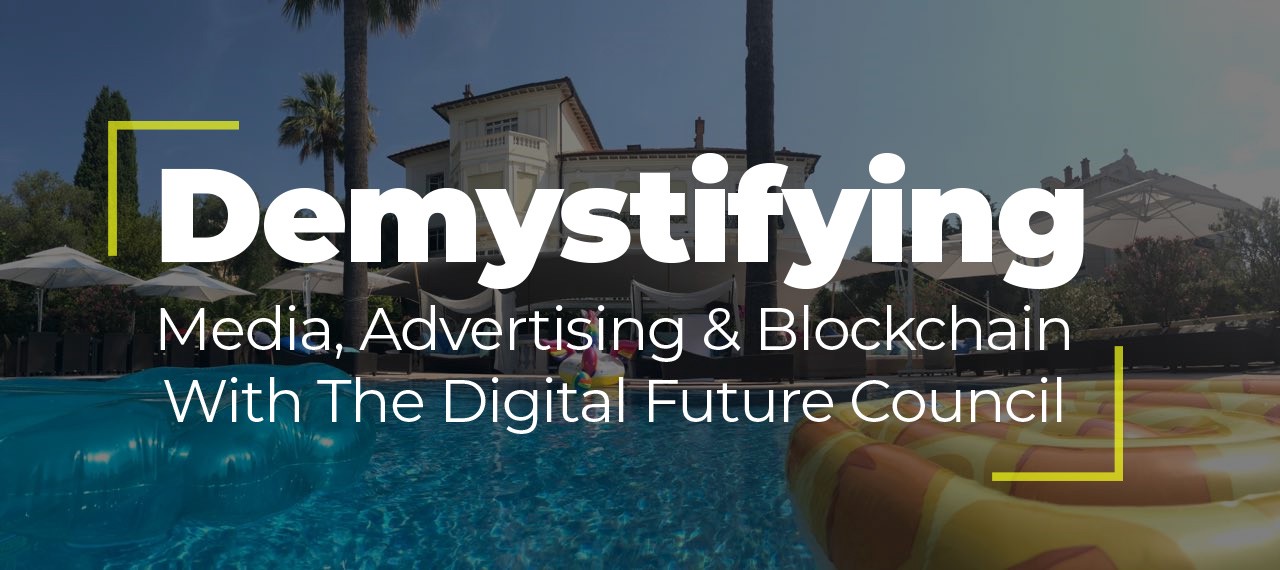 Demystifying
Media, Advertising & Blockchain
With The Digital Future Council